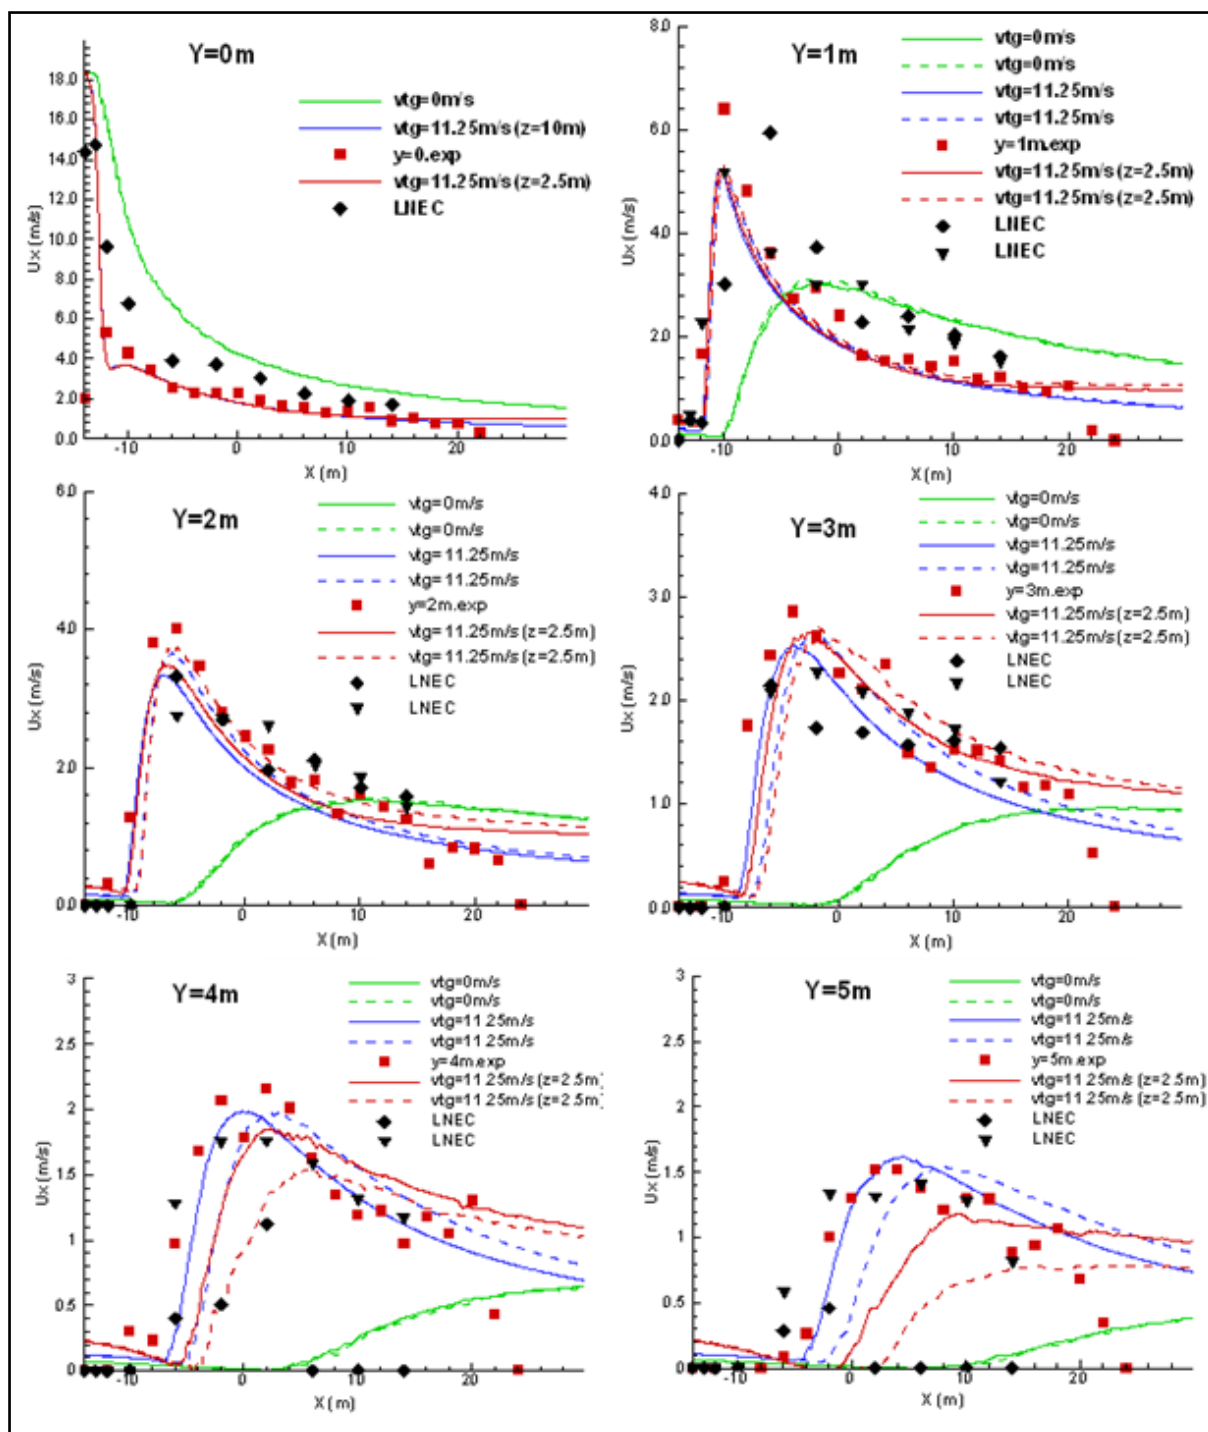 Y=0m
18.0
16.0
14.0
12.0
10.0
8.0
6.0
4.0
2.0
0.0
Ux (m/s)
vtg=0m/s
vtg=11.25m/s (z=10m)
y=0.exp
vtg=11.25m/s (z=2.5m)
LNEC
-10
0
10
20
X (m)
Y=1m
8.0
6.0
4.0
2.0
0.0
Ux (m/s)
vtg=0m/s
vtg=0m/s
vtg=11.25m/s
vtg=11.25m/s
y=1m.exp
vtg=11.25m/s (z=2.5m)
vtg=11.25m/s (z=2.5m)
LNEC
LNEC
-10
0
10
20
X (m)
Y=2m
6.0
4.0
2.0
0.0
Ux (m/s)
vtg=0m/s
vtg=0m/s
vtg=11.25m/s
vtg=11.25m/s
y=2m.exp
vtg=11.25m/s (z=2.5m)
vtg=11.25m/s (z=2.5m)
LNEC
LNEC
-10
0
10
20
X (m)
Y=3m
4.0
3.0
2.0
1.0
0.0
Ux (m/s)
vtg=0m/s
vtg=0m/s
vtg=11.25m/s
vtg=11.25m/s
y=3m.exp
vtg=11.25m/s (z=2.5m)
vtg=11.25m/s (z=2.5m)
LNEC
LNEC
-10
0
10
20
X (m)
Y=4m
3
2.5
2
1.5
1
0.5
0
Ux (m/s)
vtg=0m/s
vtg=0m/s
vtg=11.25m/s
vtg=11.25m/s
y=4m.exp
vtg=11.25m/s (z=2.5m)
vtg=11.25m/s (z=2.5m)
LNEC
LNEC
-10
0
10
20
X (m)
Y=5m
3
2.5
2
1.5
1
0.5
0
Ux (m/s)
vtg=0m/s
vtg=0m/s
vtg=11.25m/s
vtg=11.25m/s
y=5m.exp
vtg=11.25m/s (z=2.5m)
vtg=11.25m/s (z=2.5m)
LNEC
LNEC
-10
0
10
20
X (m)